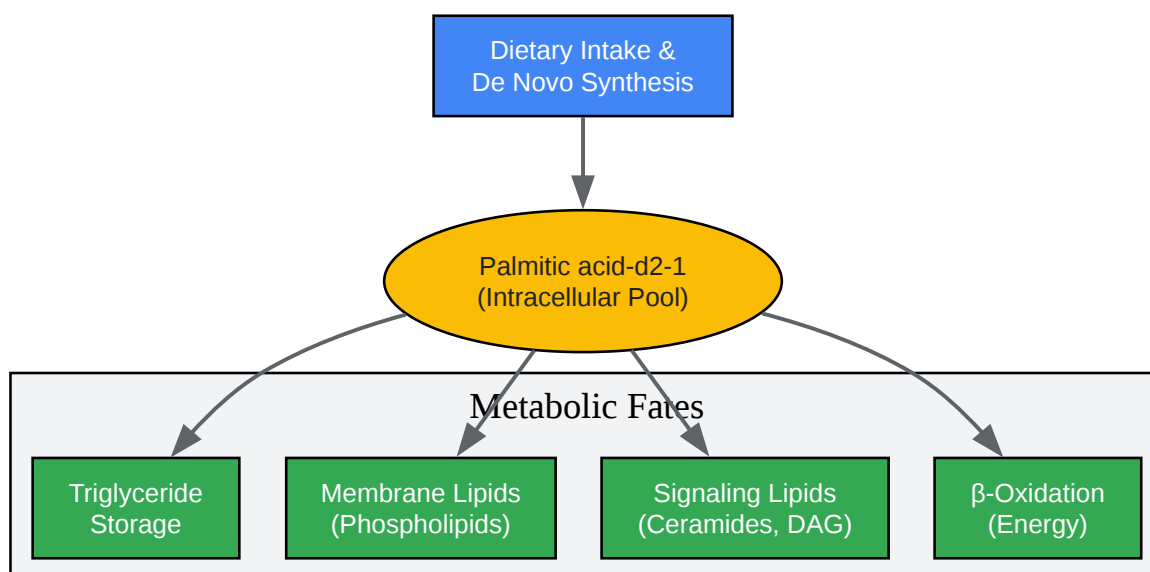 Dietary Intake &
De Novo Synthesis
Palmitic acid-d2-1
(Intracellular Pool)
Metabolic Fates
Triglyceride
Storage
Membrane Lipids
(Phospholipids)
Signaling Lipids
(Ceramides, DAG)
β-Oxidation
(Energy)